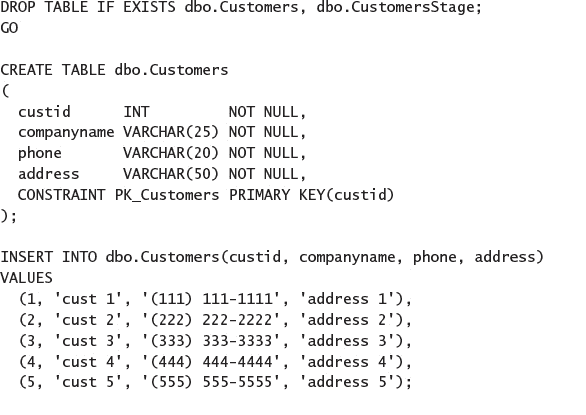 DROP TABLE IF EXISTS dbo.Customers, dbo.CustomersStage;
GO
CREATE TABLE dbo.Customers
(
  custid      INT         NOT NULL,
  companyname VARCHAR(25) NOT NULL,
  phone       VARCHAR(20) NOT NULL,
  address     VARCHAR(50) NOT NULL,
  CONSTRAINT PK_Customers PRIMARY KEY(custid)
);
INSERT INTO dbo.Customers(custid, companyname, phone, address)
VALUES
  (1, 'cust 1', '(111) 111-1111', 'address 1'),
  (2, 'cust 2', '(222) 222-2222', 'address 2'),
  (3, 'cust 3', '(333) 333-3333', 'address 3'),
  (4, 'cust 4', '(444) 444-4444', 'address 4'),
  (5, 'cust 5', '(555) 555-5555', 'address 5');